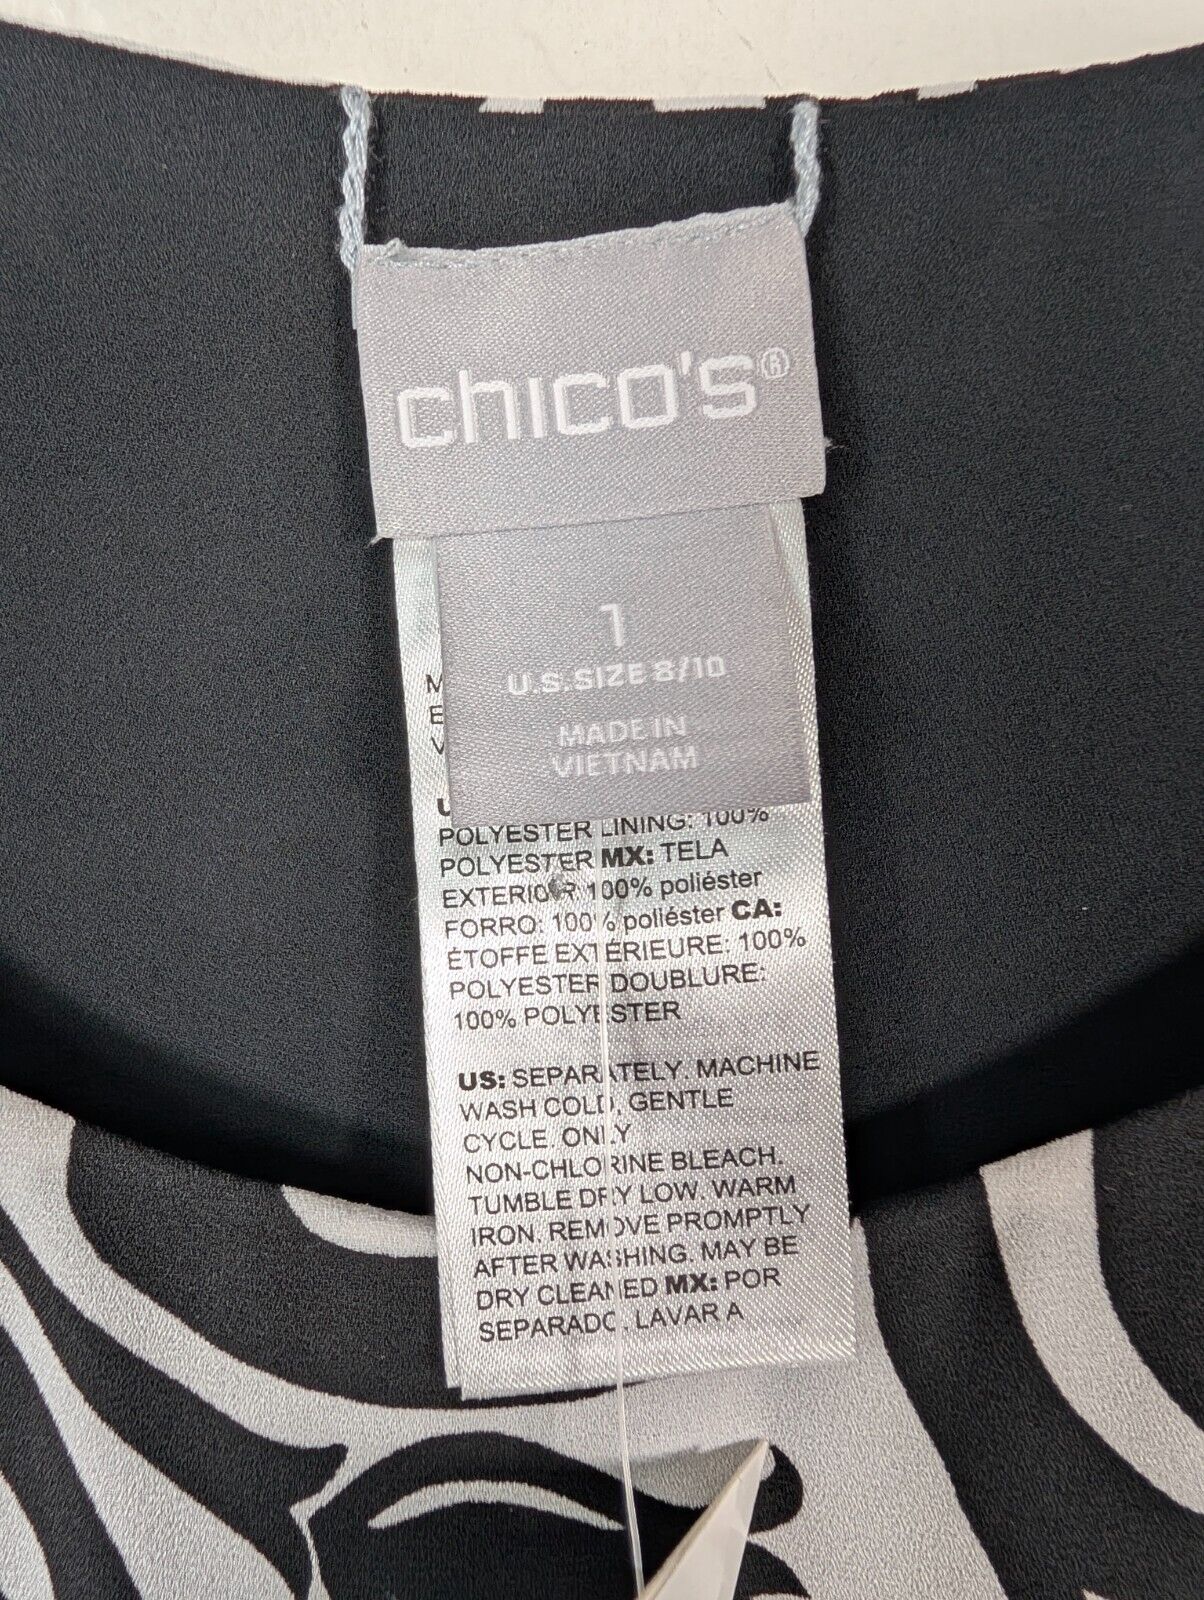 chico's®
1
U.S. SIZE 8/10
MADE IN
VIETNAM
M
E
V
U
POLYESTER LINING: 100%
POLYESTER MX: TELA
EXTERIOR 100% poliéster
FORRO: 100% poliéster CA:
ÉTOFFE EXTÉRIEURE: 100%
POLYESTER DOUBLURE:
100% POLYESTER
US: SEPARATELY. MACHINE
WASH COLD, GENTLE
CYCLE. ONLY
NON-CHLORINE BLEACH.
TUMBLE DRY LOW. WARM
IRON. REMOVE PROMPTLY
AFTER WASHING. MAY BE
DRY CLEANED MX: POR
SEPARADO, LAVAR A